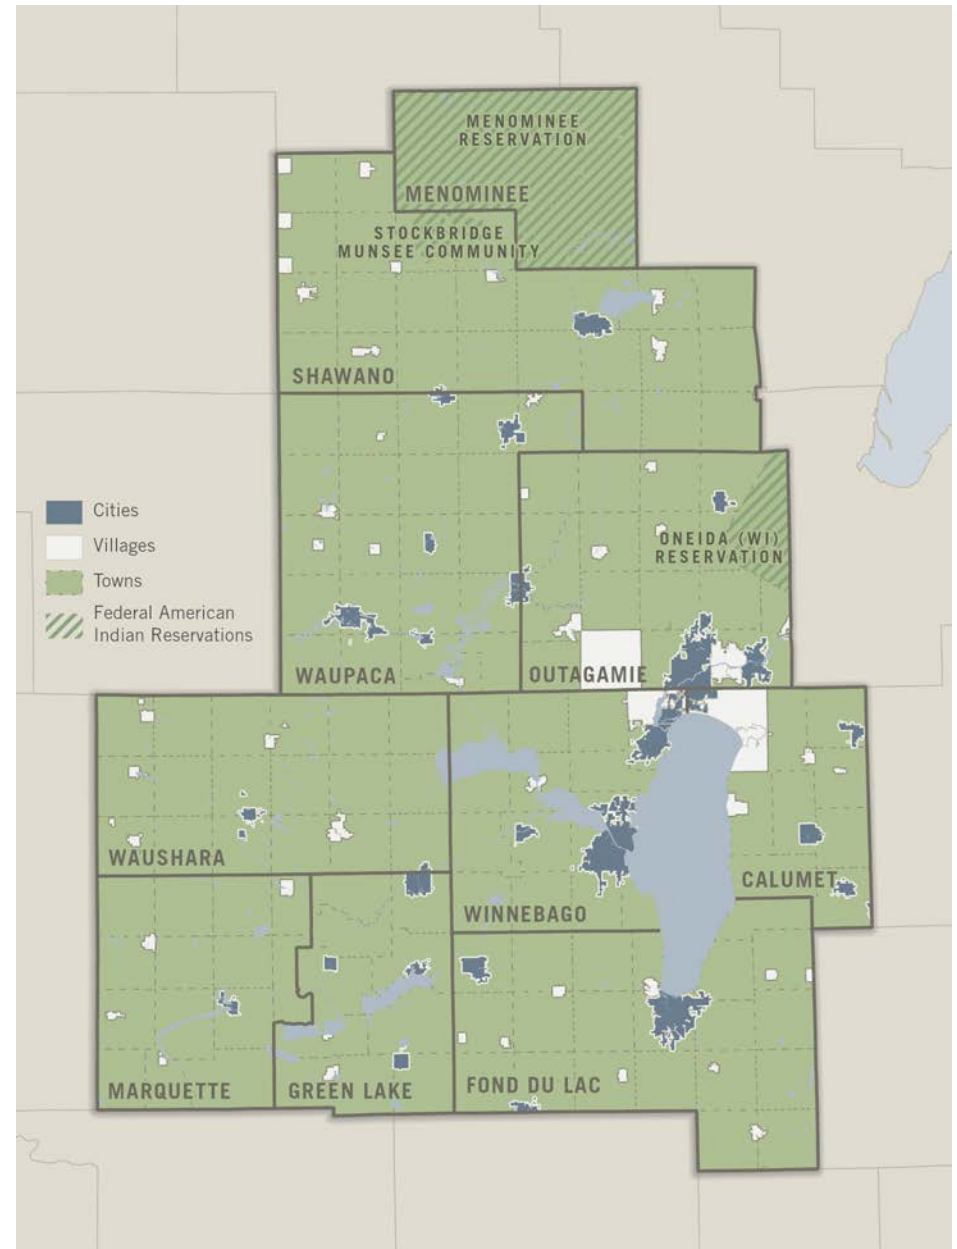 MENOMINEE
RESERVATION
MENOMINEE
STOCKBRIDGE
MUNSEE COMMUNITY
SHAWANO
Cities
Villages
Towns
Federal American
Indian Reservations
ONEIDA (WI)
RESERVATION
WAUPACA
OUTAGAMIE
WAUSHARA
CALUMET
WINNEBAGO
MARQUETTE
GREEN LAKE
FOND DU LAC